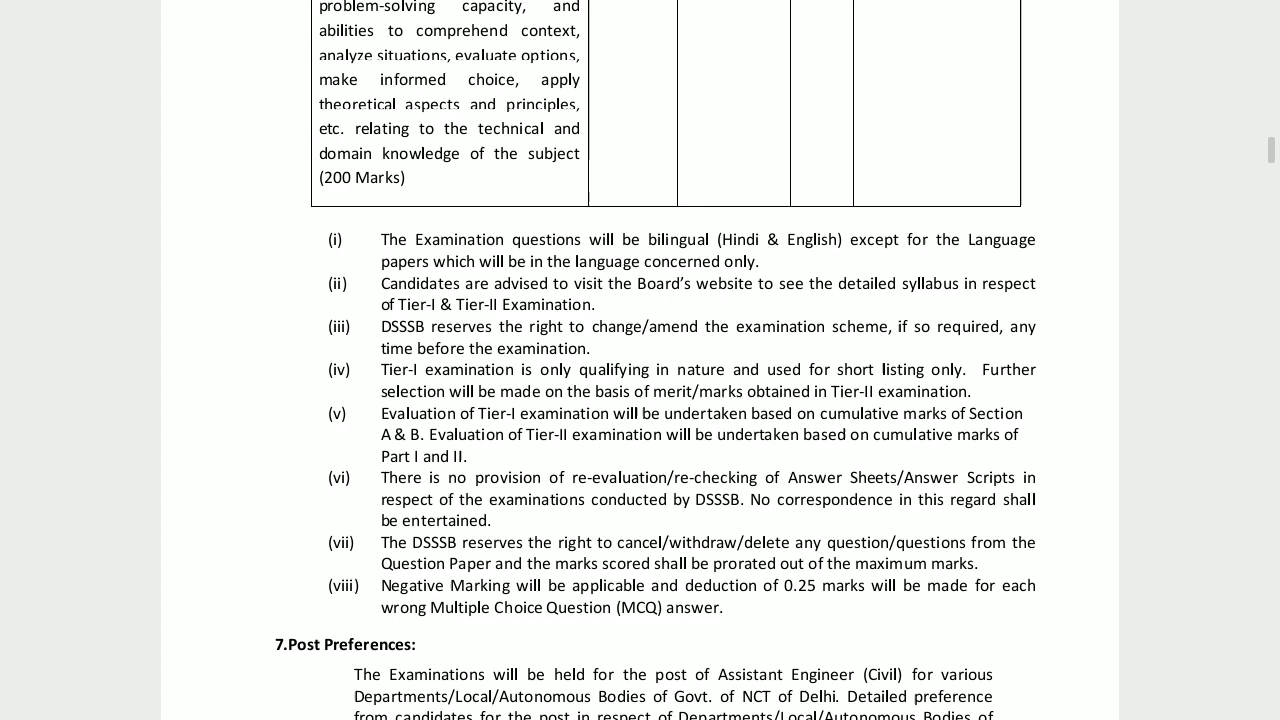 problem-solving capacity, and
abilities to comprehend context,
analyze situations, evaluate options,
make informed choice, apply
theoretical aspects and principles,
etc. relating to the technical and
domain knowledge of the subject
(200 Marks)
(i) The Examination questions will be bilingual (Hindi & English) except for the Language
papers which will be in the language concerned only.
(ii) Candidates are advised to visit the Board’s website to see the detailed syllabus in respect
of Tier-I & Tier-II Examination.
(iii) DSSSB reserves the right to change/amend the examination scheme, if so required, any
time before the examination.
(iv) Tier-I examination is only qualifying in nature and used for short listing only. Further
selection will be made on the basis of merit/marks obtained in Tier-II examination.
(v) Evaluation of Tier-I examination will be undertaken based on cumulative marks of Section
A & B. Evaluation of Tier-II examination will be undertaken based on cumulative marks of
Part I and II.
(vi) There is no provision of re-evaluation/re-checking of Answer Sheets/Answer Scripts in
respect of the examinations conducted by DSSSB. No correspondence in this regard shall
be entertained.
(vii) The DSSSB reserves the right to cancel/withdraw/delete any question/questions from the
Question Paper and the marks scored shall be prorated out of the maximum marks.
(viii) Negative Marking will be applicable and deduction of 0.25 marks will be made for each
wrong Multiple Choice Question (MCQ) answer.
7.Post Preferences:
The Examinations will be held for the post of Assistant Engineer (Civil) for various
Departments/Local/Autonomous Bodies of Govt. of NCT of Delhi. Detailed preference
from candidates for the post in respect of Departments/Local/Autonomous Bodies of